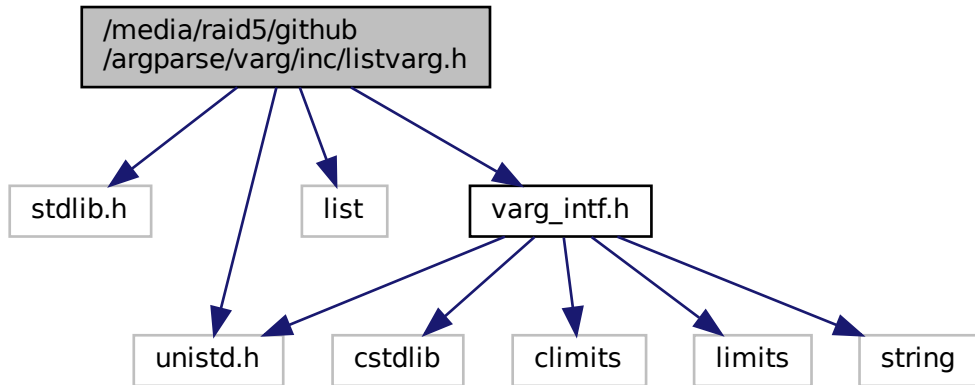 /media/raid5/github
/argparse/varg/inc/listvarg.h
stdlib.h
list
varg_intf.h
unistd.h
cstdlib
climits
limits
string